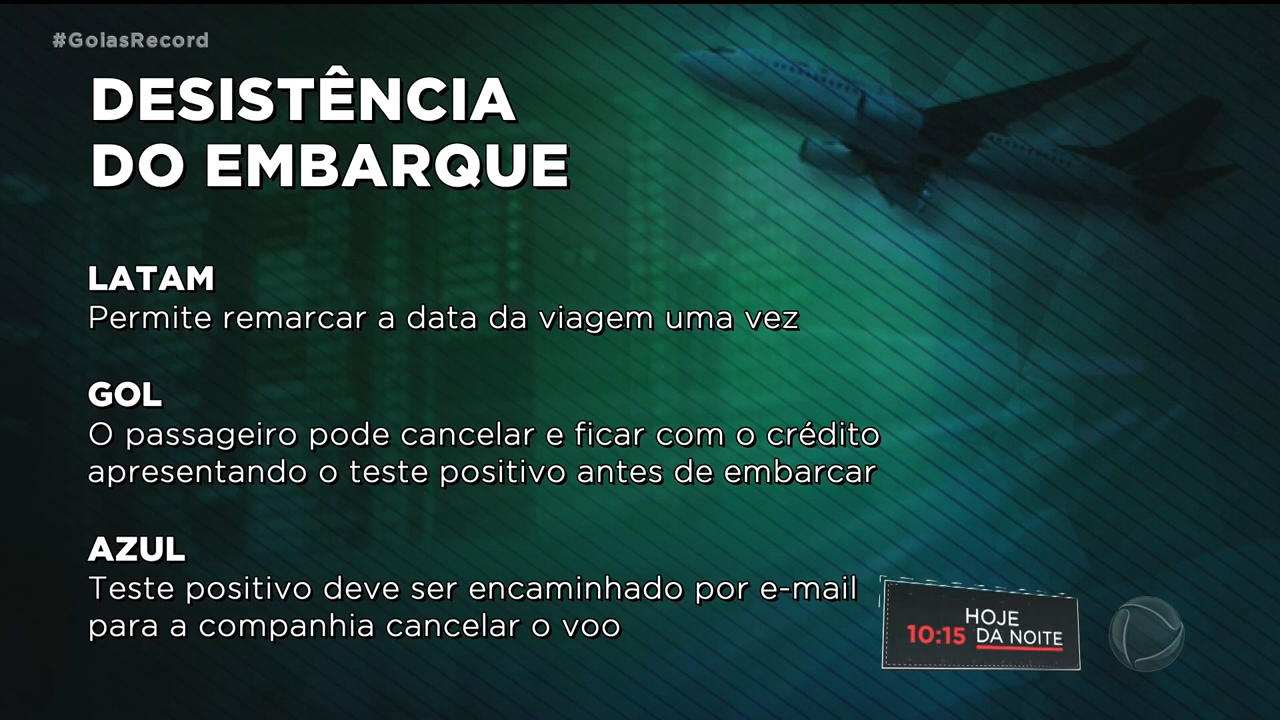 #GoiasRecord
DESISTÊNCIA
DO EMBARQUE
LATAM
Permite remarcar a data da viagem uma vez
GOL
O passageiro pode cancelar e ficar com o crédito
apresentando o teste positivo antes de embarcar
AZUL
Teste positivo deve ser encaminhado por e-mail
para a companhia cancelar o voo
HOJE
10:15 DA NOITE